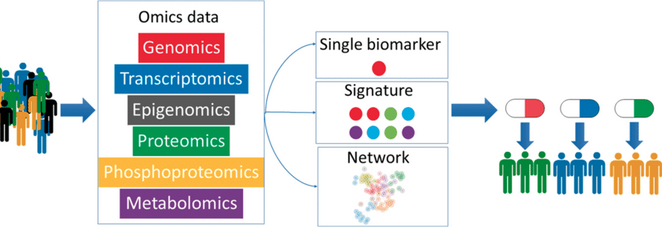 Omics data
Genomics
Transcriptomics
Epigenomics
Proteomics
Phosphoproteomics
Metabolomics
Single biomarker
Signature
Network